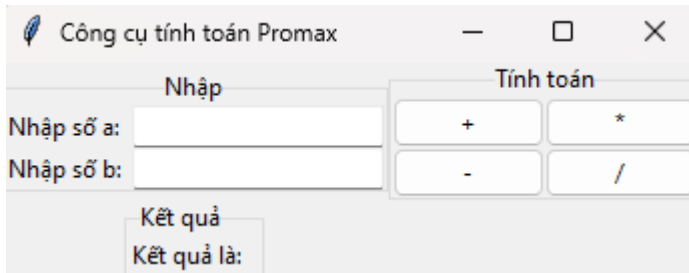 Công cụ tính toán Promax
Nhập
Nhập số a:
Nhập số b:
Tính toán
+ *
- /
Kết quả
Kết quả là: